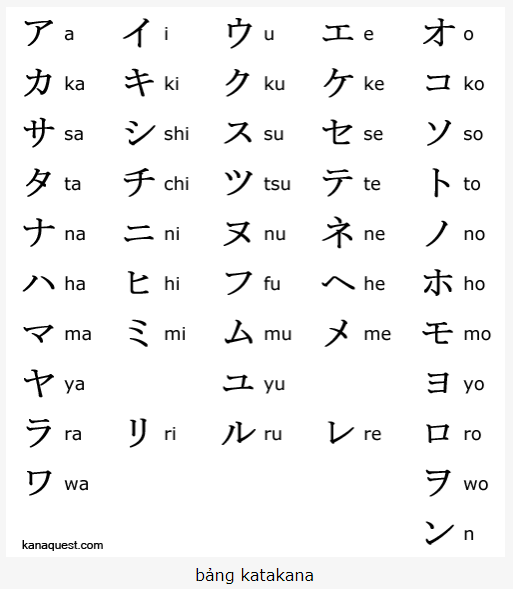 ア a イ i ウ u エ e オ o
カ ka キ ki ク ku ケ ke コ ko
サ sa シ shi ス su セ se ソ so
タ ta チ chi ツ tsu テ te ト to
ナ na ニ ni ヌ nu ネ ne ノ no
ハ ha ヒ hi フ fu ヘ he ホ ho
マ ma ミ mi ム mu メ me モ mo
ヤ ya ユ yu ヨ yo
ラ ra リ ri ル ru レ re ロ ro
ワ wa ヲ wo
ン n
kanaquest.com
bảng katakana